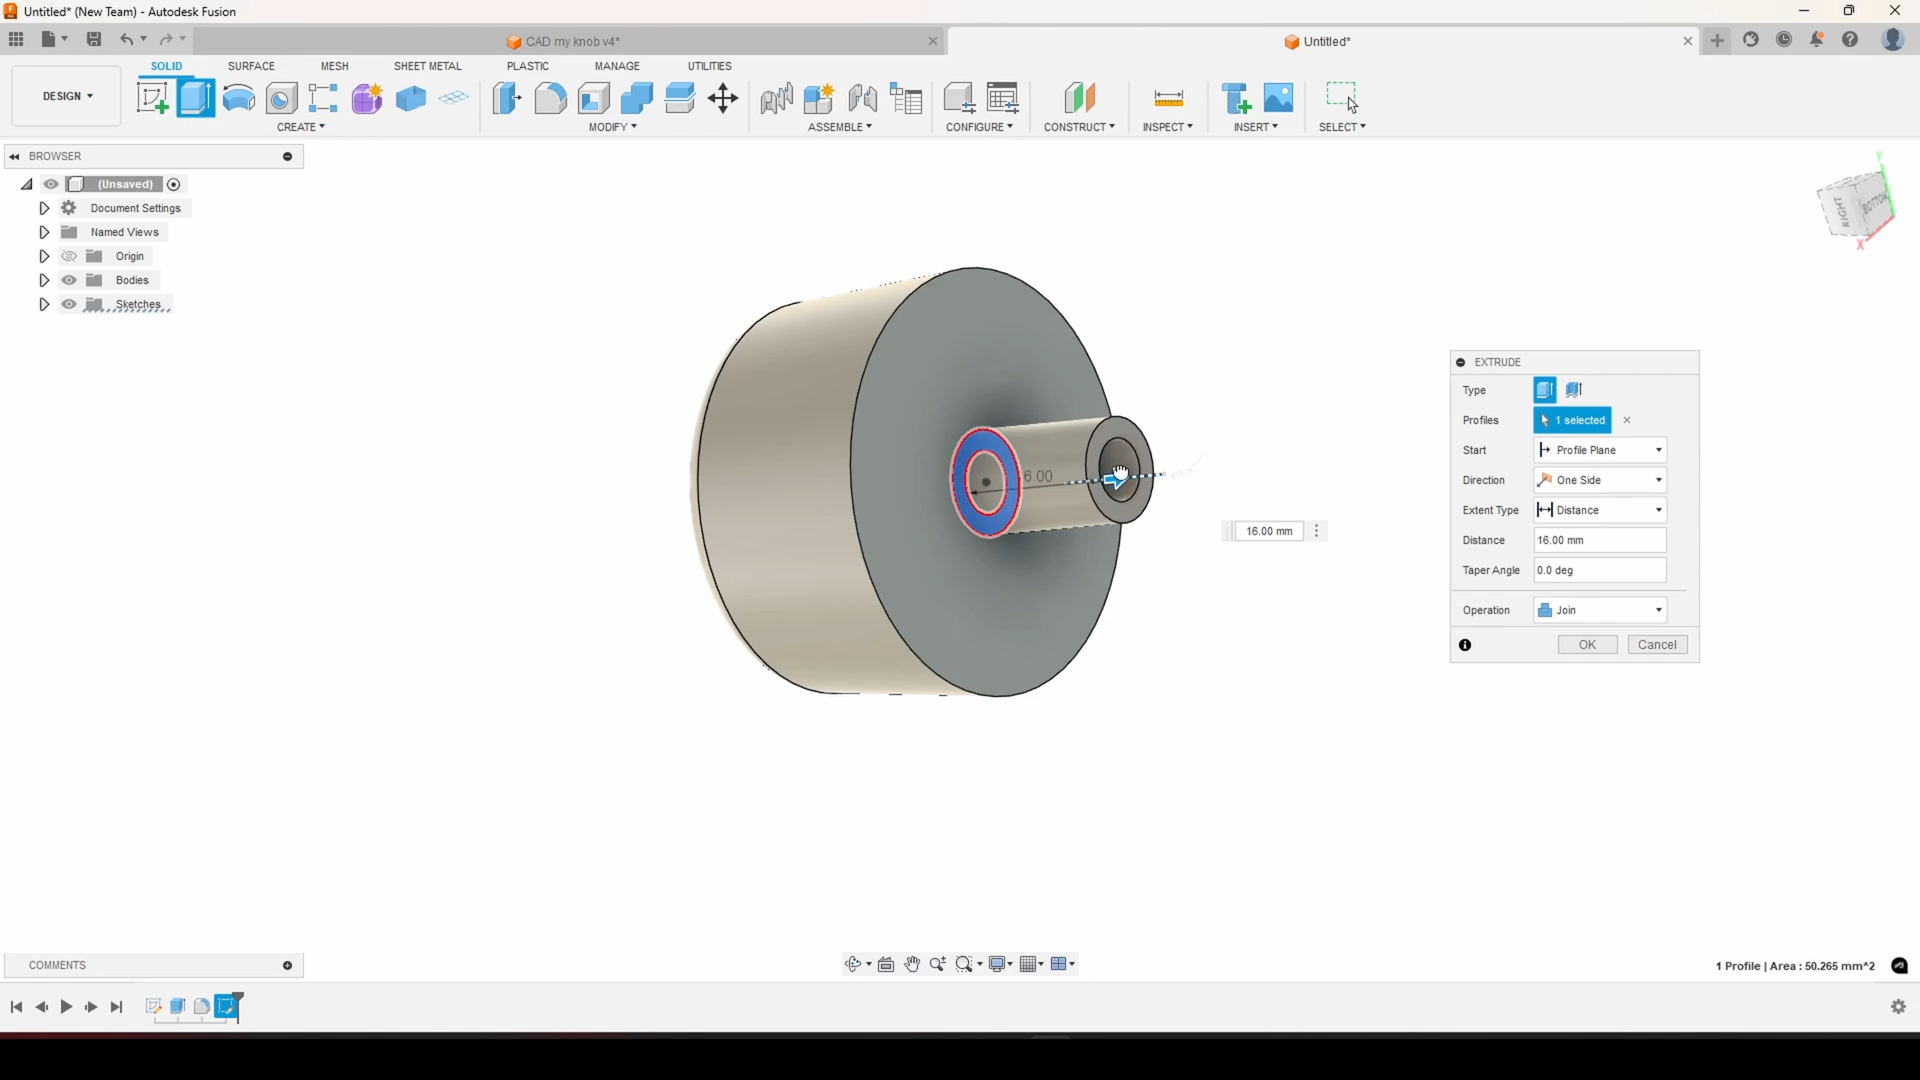 Untitled* (New Team) - Autodesk Fusion
CAD my knob v4*
Untitled*
DESIGN
SOLID
SURFACE
MESH
SHEET METAL
PLASTIC
MANAGE
UTILITIES
CREATE
MODIFY
ASSEMBLE
CONFIGURE
CONSTRUCT
INSPECT
INSERT
SELECT
BROWSER
(Unsaved)
Document Settings
Named Views
Origin
Bodies
Sketches
RIGHT
BOTTOM
Y
X
6.00
16.00 mm
EXTRUDE
Type
Profiles 1 selected
Start Profile Plane
Direction One Side
Extent Type Distance
Distance 16.00 mm
Taper Angle 0.0 deg
Operation Join
OK Cancel
COMMENTS
1 Profile | Area : 50.265 mm^2